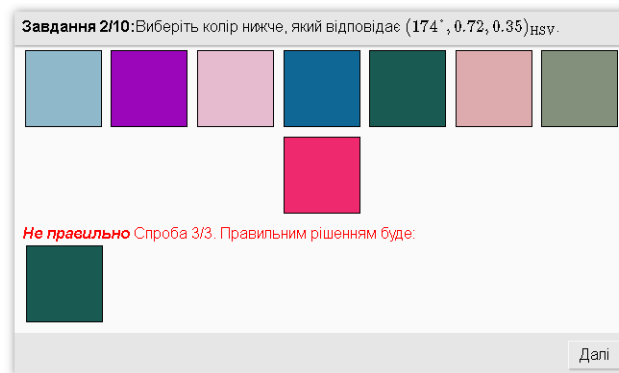 Завдання 2/10:Виберіть колір нижче, який відповідає (174°, 0.72, 0.35)HSV.
Не правильно Спроба 3/3. Правильним рішенням буде:
Далі